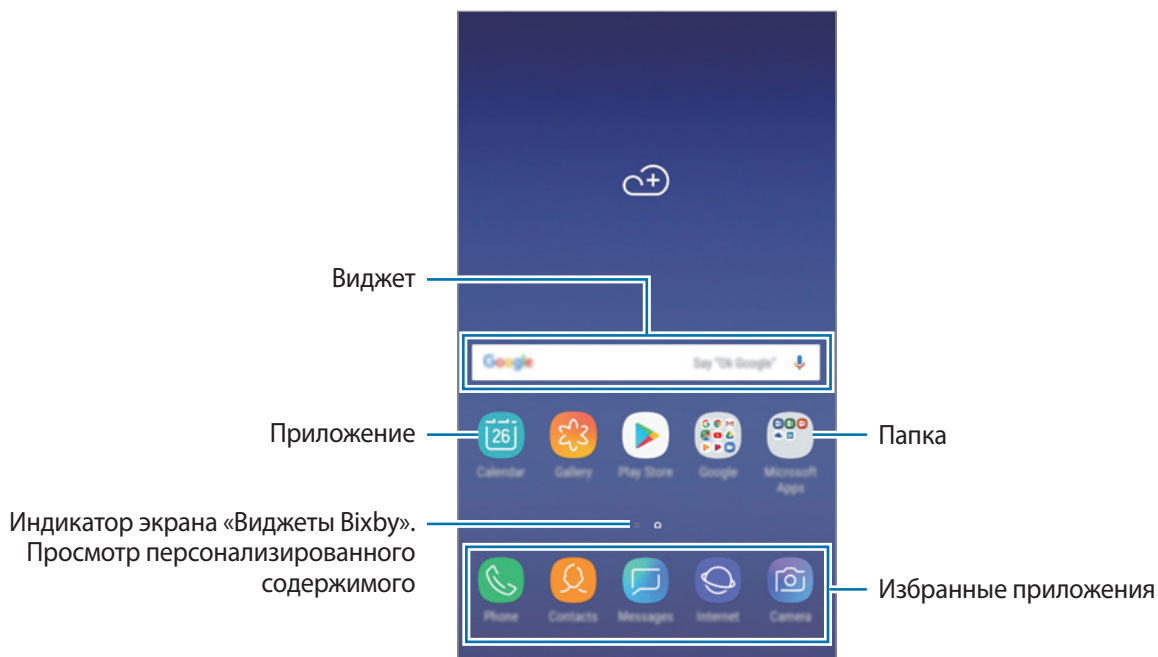 Виджет
Google
Say "Ok Google"
Приложение
26
Папка
Calendar
Gallery
Play Store
Google
Microsoft
Apps
Индикатор экрана «Виджеты Bixby».
Просмотр персонализированного
содержимого
Избранные приложения
Phone
Contacts
Messages
Internet
Camera